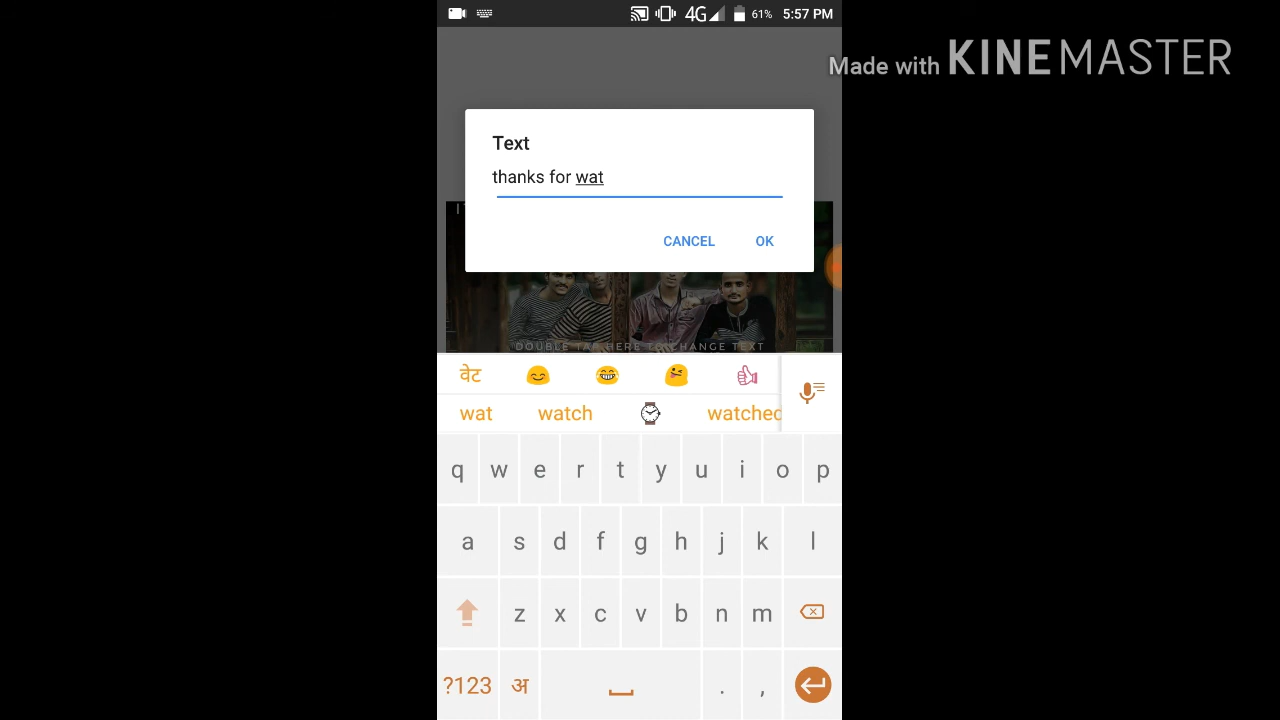 4G 61% 5:57 PM
Made with KINEMASTER
Text
thanks for wat
CANCEL OK
DOUBLE TAP HERE TO CHANGE TEXT
वेट
wat watch watched
q w e r t y u i o p
a s d f g h j k l
z x c v b n m
?123 अ . ,